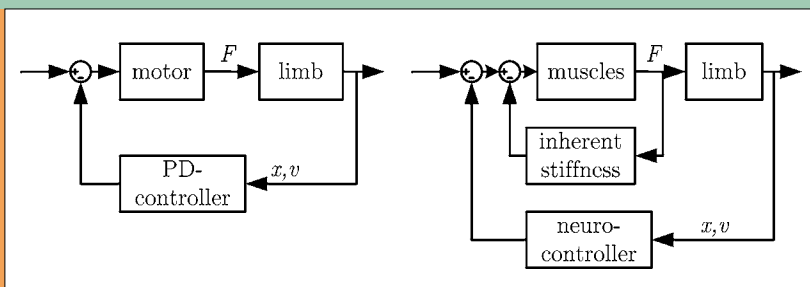 F
motor
limb
PD-
controller
x,v
F
muscles
limb
inherent
stiffness
neuro-
controller
x,v